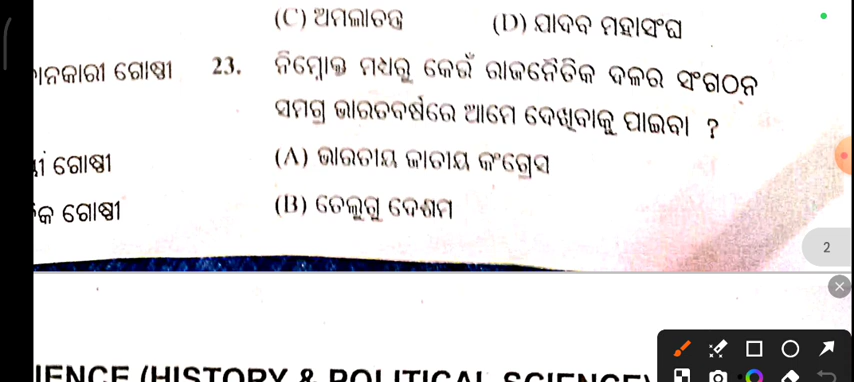 (C) ଅମଲାତନ୍ତ୍ର (D) ଯାଦବ ମହାସଂଘ
ାନକାରୀ ଗୋଷ୍ଠୀ 23. ନିମ୍ନୋକ୍ତ ମଧ୍ୟରୁ କେଉଁ ରାଜନୈତିକ ଦଳର ସଂଗଠନ
ସମଗ୍ର ଭାରତବର୍ଷରେ ଆମେ ଦେଖିବାକୁ ପାଇବା ?
ଗୋଷ୍ଠୀ (A) ଭାରତୀୟ ଜାତୀୟ କଂଗ୍ରେସ
ିକ ଗୋଷ୍ଠୀ (B) ତେଲୁଗୁ ଦେଶମ
2
IENCE (HISTORY & POLITICAL SCIENCE)